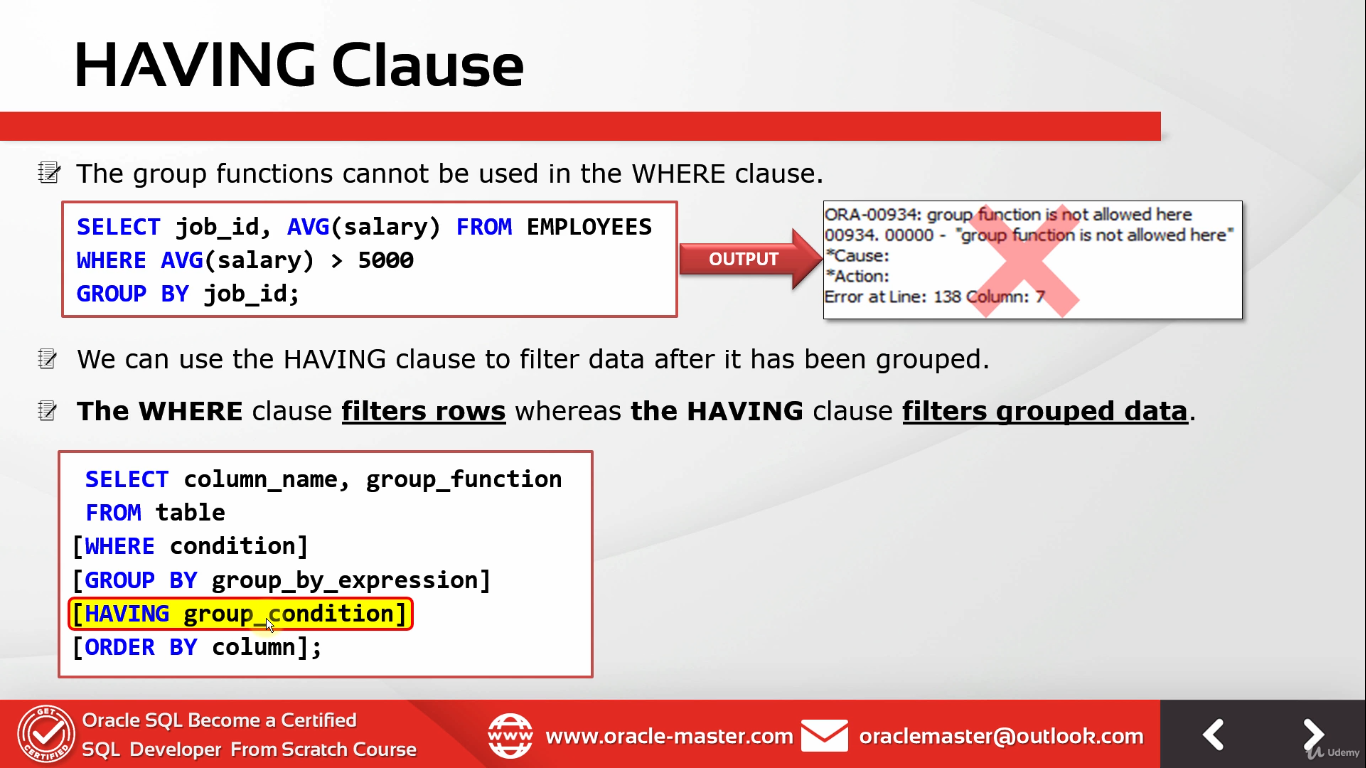 HAVING Clause
The group functions cannot be used in the WHERE clause.
SELECT job_id, AVG(salary) FROM EMPLOYEES
WHERE AVG(salary) > 5000
GROUP BY job_id;
OUTPUT
ORA-00934: group function is not allowed here
00934. 00000 - "group function is not allowed here"
*Cause:
*Action:
Error at Line: 138 Column: 7
We can use the HAVING clause to filter data after it has been grouped.
The WHERE clause filters rows whereas the HAVING clause filters grouped data.
SELECT column_name, group_function
FROM table
[WHERE condition]
[GROUP BY group_by_expression]
[HAVING group_condition]
[ORDER BY column];
GET
CERTIFIED
Oracle SQL Become a Certified
SQL Developer From Scratch Course
www
www.oracle-master.com
oraclemaster@outlook.com
Udemy